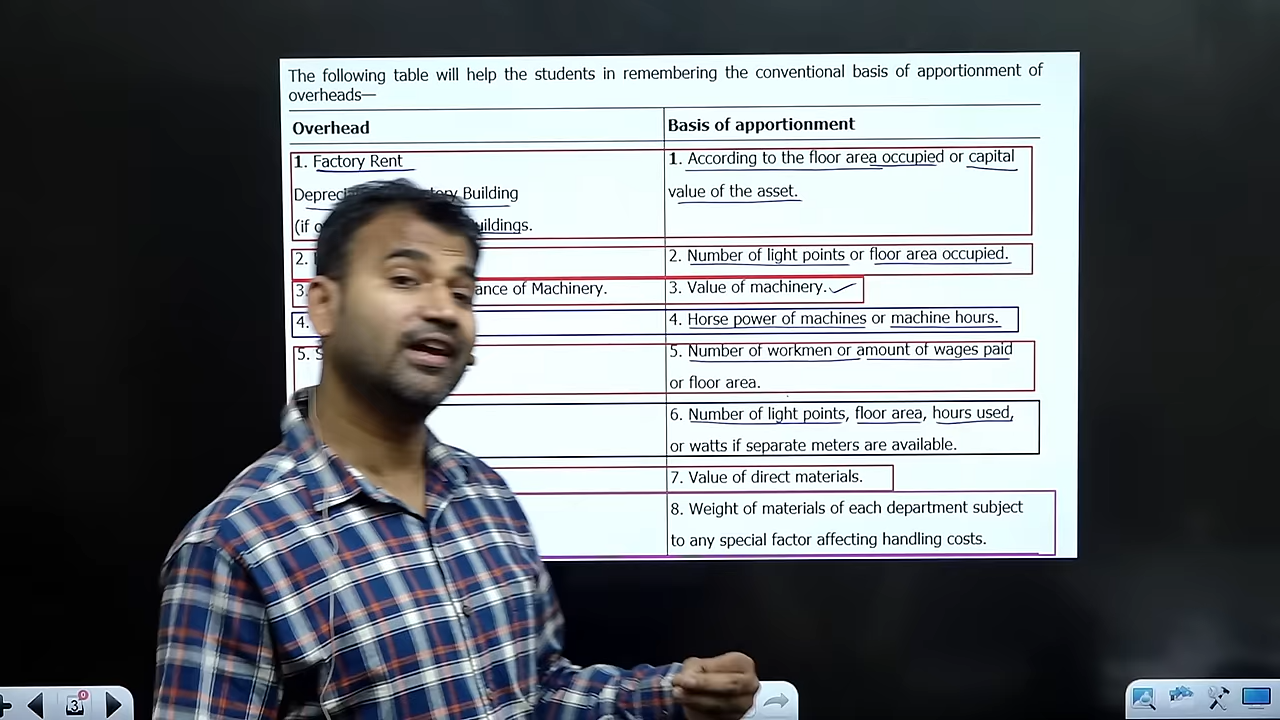 The following table will help the students in remembering the conventional basis of apportionment of
overheads—
Overhead Basis of apportionment
1. Factory Rent 1. According to the floor area occupied or capital
Building value of the asset.
(if
2. 2. Number of light points or floor area occupied.
3. of Machinery. 3. Value of machinery.
4. 4. Horse power of machines or machine hours.
5. 5. Number of workmen or amount of wages paid
or floor area.
6. Number of light points, floor area, hours used,
or watts if separate meters are available.
7. Value of direct materials.
8. Weight of materials of each department subject
to any special factor affecting handling costs.
3
0